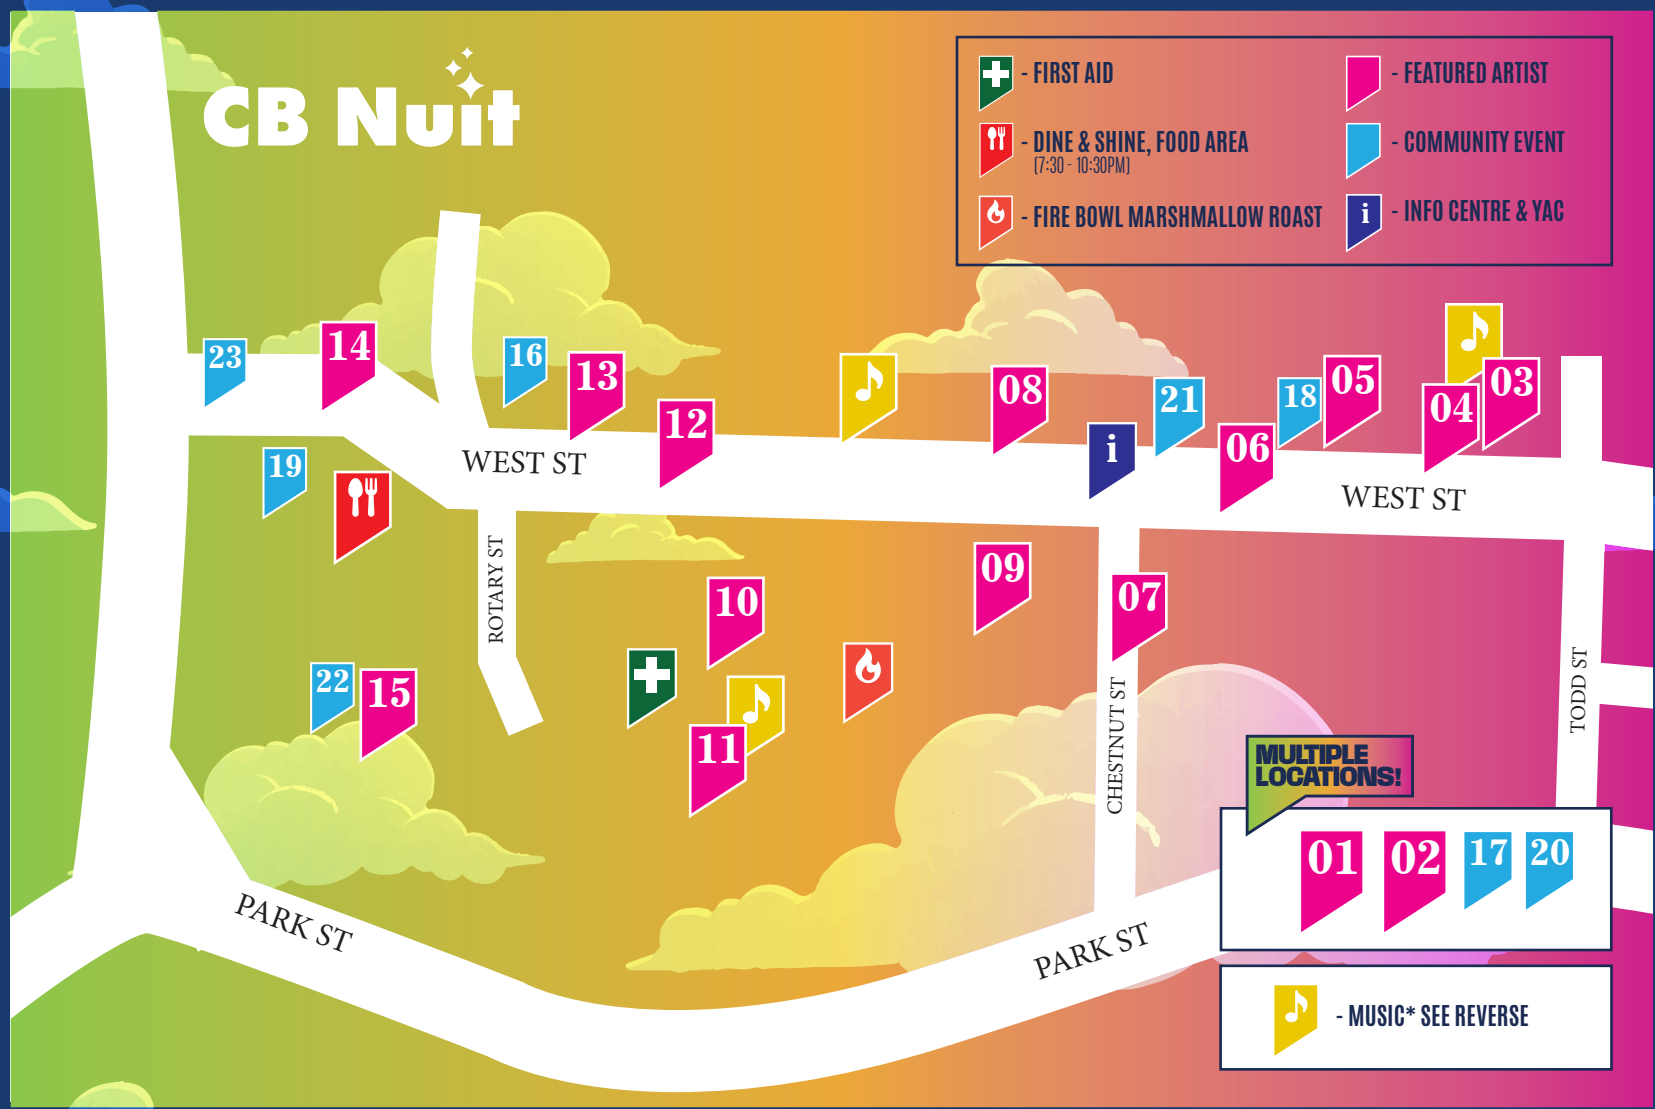 CB Nuit
- FIRST AID
- DINE & SHINE, FOOD AREA
(7:30 - 10:30PM)
- FIRE BOWL MARSHMALLOW ROAST
- FEATURED ARTIST
- COMMUNITY EVENT
i - INFO CENTRE & YAC
23
14
16
13
12
08
21
18
05
04
03
06
i
19
WEST ST
WEST ST
ROTARY ST
10
09
07
22
15
11
CHESTNUT ST
TODD ST
MULTIPLE
LOCATIONS!
01
02
17
20
PARK ST
PARK ST
- MUSIC* SEE REVERSE